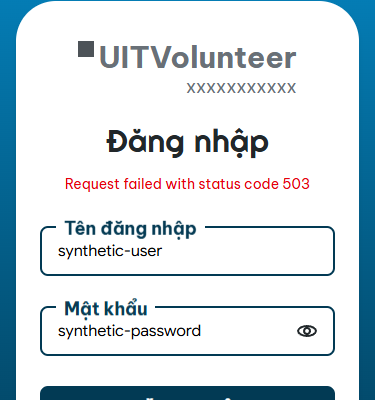 UITVolunteer
xxxxxxxxxxx
Đăng nhập
Request failed with status code 503
Tên đăng nhập
synthetic-user
Mật khẩu
synthetic-password